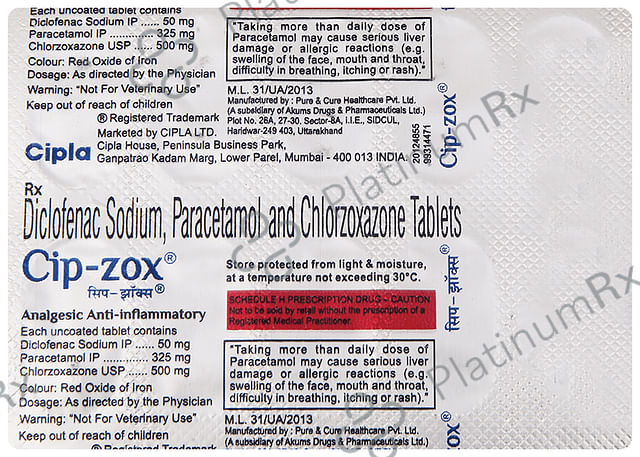 Each uncoated tablet contains
Diclofenac Sodium IP ...... 50 mg
Paracetamol IP ............... 325 mg
Chlorzoxazone USP ...... 500 mg
Colour: Red Oxide of Iron
Dosage: As directed by the Physician
Warning: "Not For Veterinary Use"
Keep out of reach of children
"Taking more than daily dose of
Paracetamol may cause serious liver
damage or allergic reactions (e.g.
swelling of the face, mouth and throat,
difficulty in breathing, itching or rash)."
M.L. 31/UA/2013
Manufactured by : Pure & Cure Healthcare Pvt. Ltd.
(A subsidiary of Akums Drugs & Pharmaceuticals Ltd.)
Plot No. 26A, 27-30, Sector-8A, I.I.E., SIDCUL,
Haridwar-249 403, Uttarakhand
® Registered Trademark
Marketed by CIPLA LTD.
Cipla House, Peninsula Business Park,
Ganpatrao Kadam Marg, Lower Parel, Mumbai - 400 013 INDIA.
Cipla
20124855
99314471
Cip-zox®
Rx
Diclofenac Sodium, Paracetamol and Chlorzoxazone Tablets
Cip-zox®
सिप-झॉक्स®
Store protected from light & moisture,
at a temperature not exceeding 30°C.
SCHEDULE H PRESCRIPTION DRUG - CAUTION
Not to be sold by retail without the prescription of a
Registered Medical Practitioner.
सिप-झॉक्स®
Analgesic Anti-inflammatory
Each uncoated tablet contains
Diclofenac Sodium IP ...... 50 mg
Paracetamol IP ............... 325 mg
Chlorzoxazone USP ...... 500 mg
Colour: Red Oxide of Iron
Dosage: As directed by the Physician
Warning: "Not For Veterinary Use"
Keep out of reach of children
® Registered Trademark
"Taking more than daily dose of
Paracetamol may cause serious liver
damage or allergic reactions (e.g.
swelling of the face, mouth and throat,
difficulty in breathing, itching or rash)."
M.L. 31/UA/2013
Manufactured by : Pure & Cure Healthcare Pvt. Ltd.
(A subsidiary of Akums Drugs & Pharmaceuticals Ltd.)
zox®
PlatinumRx
PlatinumRx
PlatinumRx
Rx